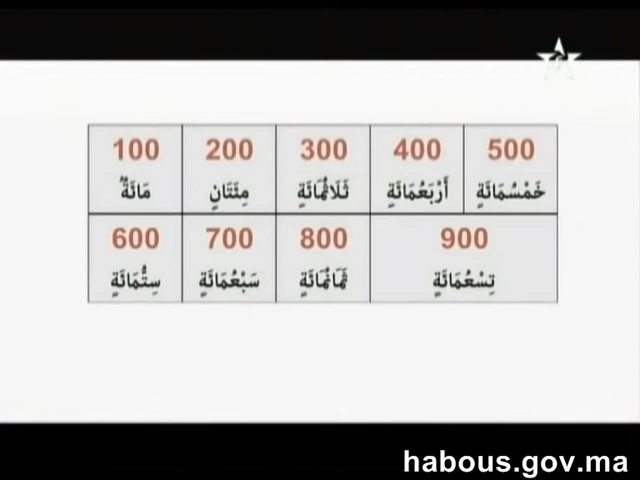 100 200 300 400 500
مَائَةٌ مِئَتَانِ ثَلَاثُمَائَةٍ أَرْبَعُمَائَةٍ خَمْسُمَائَةٍ
600 700 800 900
سِتُّمَائَةٍ سَبْعُمَائَةٍ ثَمَانُمَائَةٍ تِسْعُمَائَةٍ
habous.gov.ma